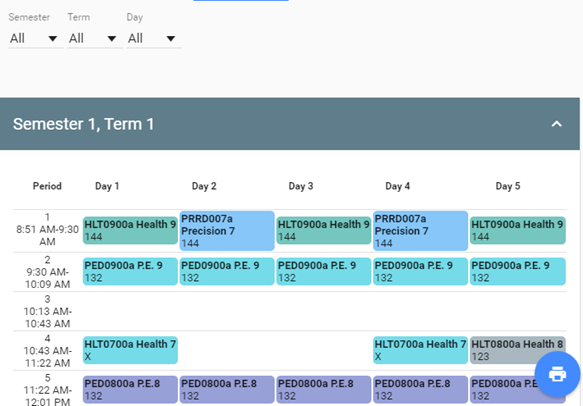 Semester Term Day
All All All
Semester 1, Term 1
Period Day 1 Day 2 Day 3 Day 4 Day 5
1
8:51 AM-9:30
AM
HLT0900a Health 9
144
PRRD007a
Precision 7
144
HLT0900a Health 9
144
PRRD007a
Precision 7
144
HLT0900a Health 9
144
2
9:30 AM-
10:09 AM
PED0900a P.E. 9
132
PED0900a P.E. 9
132
PED0900a P.E. 9
132
PED0900a P.E. 9
132
PED0900a P.E. 9
132
3
10:13 AM-
10:43 AM
4
10:43 AM-
11:22 AM
HLT0700a Health 7
X
HLT0700a Health 7
X
HLT0800a Health 8
123
5
11:22 AM-
12:01 PM
PED0800a P.E.8
132
PED0800a P.E.8
132
PED0800a P.E.8
132
PED0800a P.E.8
132
PED0800a
132